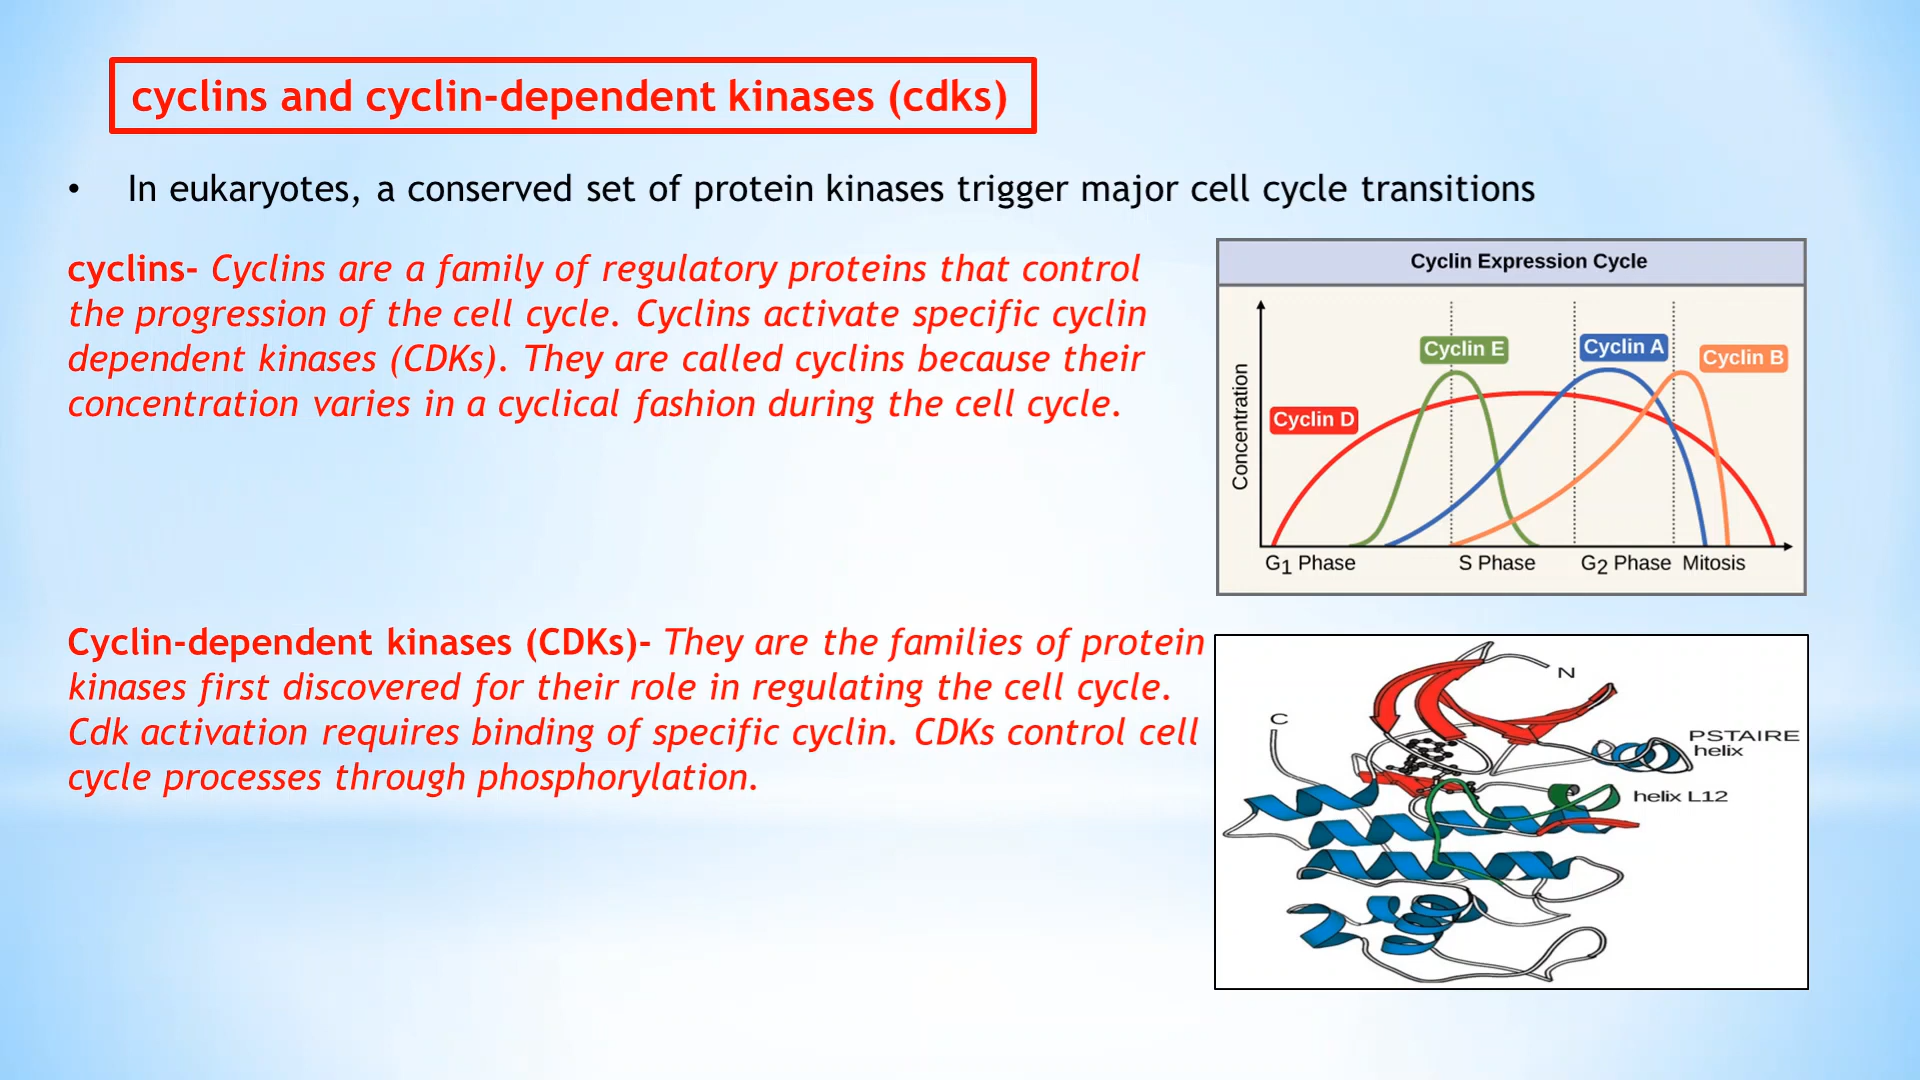 cyclins and cyclin-dependent kinases (cdks)
• In eukaryotes, a conserved set of protein kinases trigger major cell cycle transitions
cyclins- Cyclins are a family of regulatory proteins that control
the progression of the cell cycle. Cyclins activate specific cyclin
dependent kinases (CDKs). They are called cyclins because their
concentration varies in a cyclical fashion during the cell cycle.
Cyclin Expression Cycle
Concentration
Cyclin D
Cyclin E
Cyclin A
Cyclin B
G1 Phase
S Phase
G2 Phase
Mitosis
Cyclin-dependent kinases (CDKs)- They are the families of protein
kinases first discovered for their role in regulating the cell cycle.
Cdk activation requires binding of specific cyclin. CDKs control cell
cycle processes through phosphorylation.
N
C
PSTAIRE
helix
helix L12